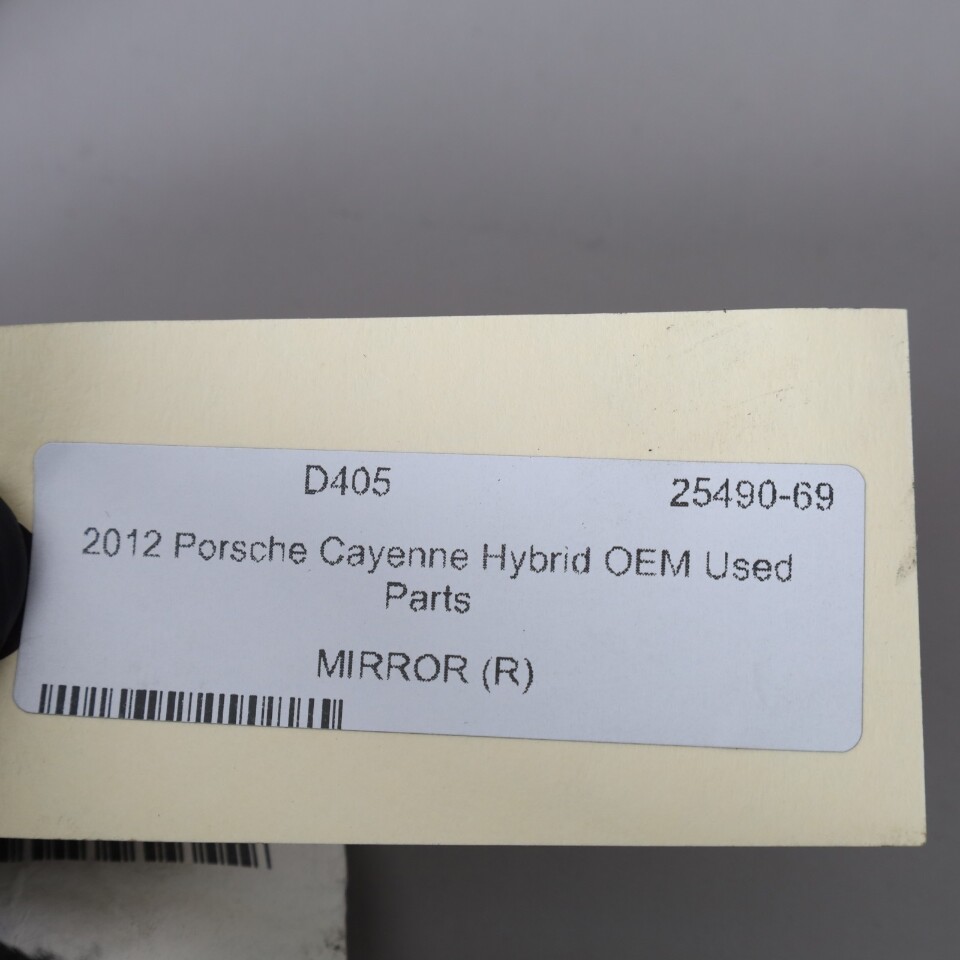 D405 25490-69
2012 Porsche Cayenne Hybrid OEM Used
Parts
MIRROR (R)